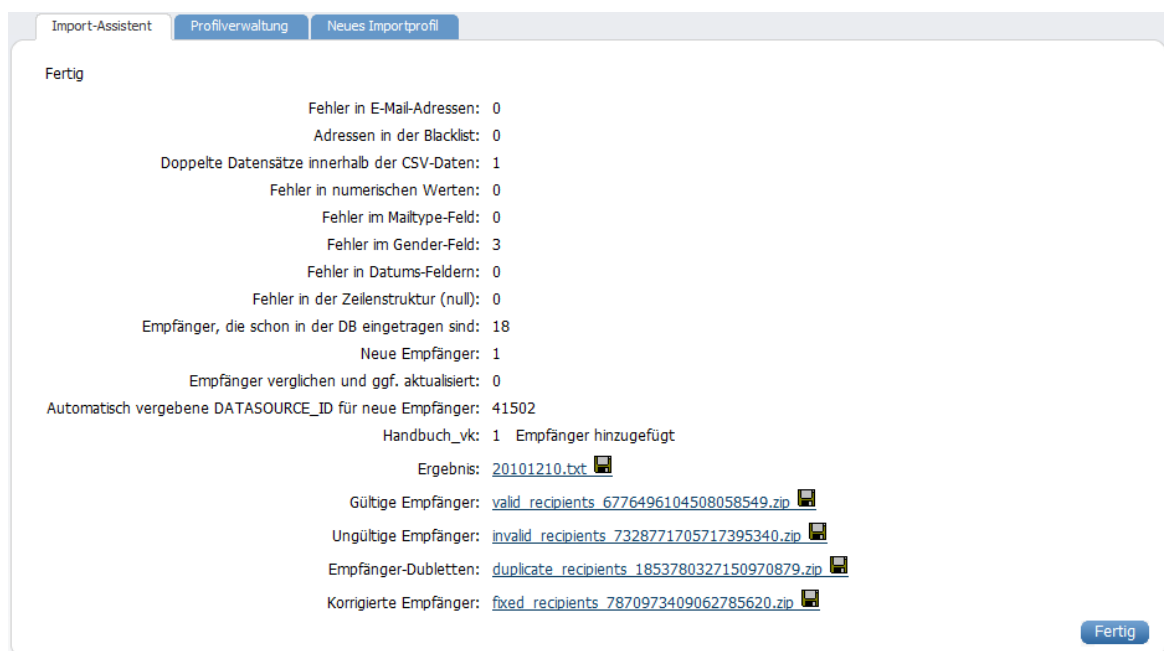 Import-Assistent Profilverwaltung Neues Importprofil
Fertig
Fehler in E-Mail-Adressen: 0
Adressen in der Blacklist: 0
Doppelte Datensätze innerhalb der CSV-Daten: 1
Fehler in numerischen Werten: 0
Fehler im Mailtype-Feld: 0
Fehler im Gender-Feld: 3
Fehler in Datums-Feldern: 0
Fehler in der Zeilenstruktur (null): 0
Empfänger, die schon in der DB eingetragen sind: 18
Neue Empfänger: 1
Empfänger verglichen und ggf. aktualisiert: 0
Automatisch vergebene DATASOURCE_ID für neue Empfänger: 41502
Handbuch_vk: 1 Empfänger hinzugefügt
Ergebnis: 20101210.txt
Gültige Empfänger: valid_recipients_6776496104508058549.zip
Ungültige Empfänger: invalid_recipients_7328771705717395340.zip
Empfänger-Dubletten: duplicate_recipients_1853780327150970879.zip
Korrigierte Empfänger: fixed_recipients_7870973409062785620.zip
Fertig